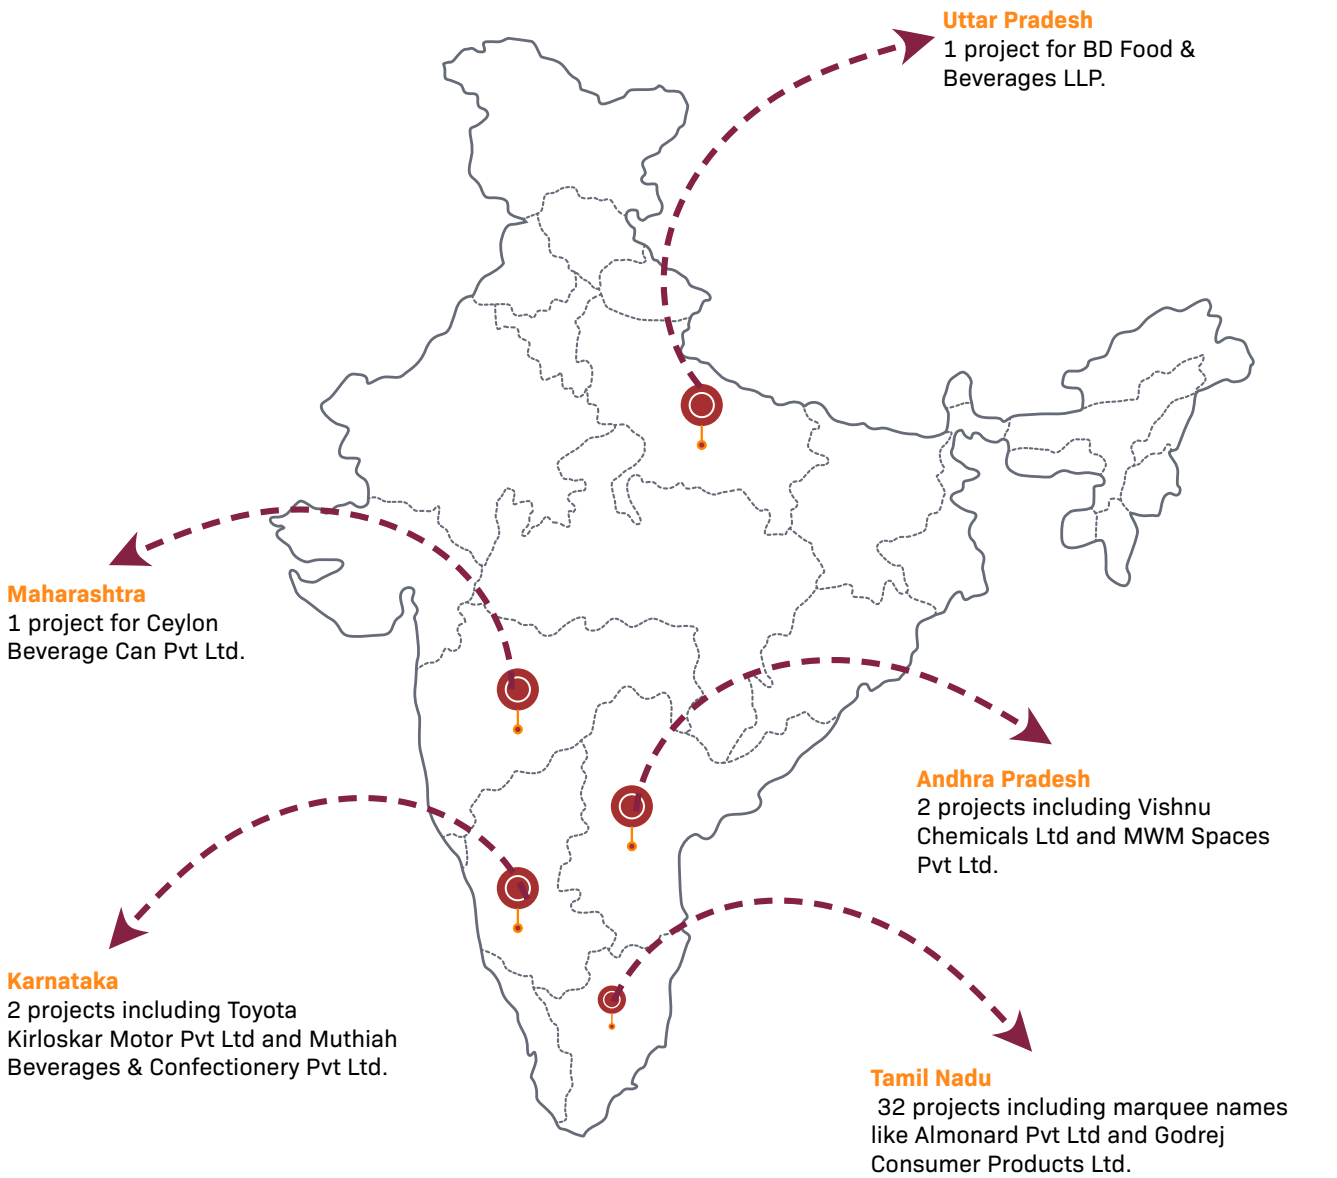 Uttar Pradesh
1 project for BD Food &
Beverages LLP.
Maharashtra
1 project for Ceylon
Beverage Can Pvt Ltd.
Andhra Pradesh
2 projects including Vishnu
Chemicals Ltd and MWM Spaces
Pvt Ltd.
Karnataka
2 projects including Toyota
Kirloskar Motor Pvt Ltd and Muthiah
Beverages & Confectionery Pvt Ltd.
Tamil Nadu
32 projects including marquee names
like Almonard Pvt Ltd and Godrej
Consumer Products Ltd.